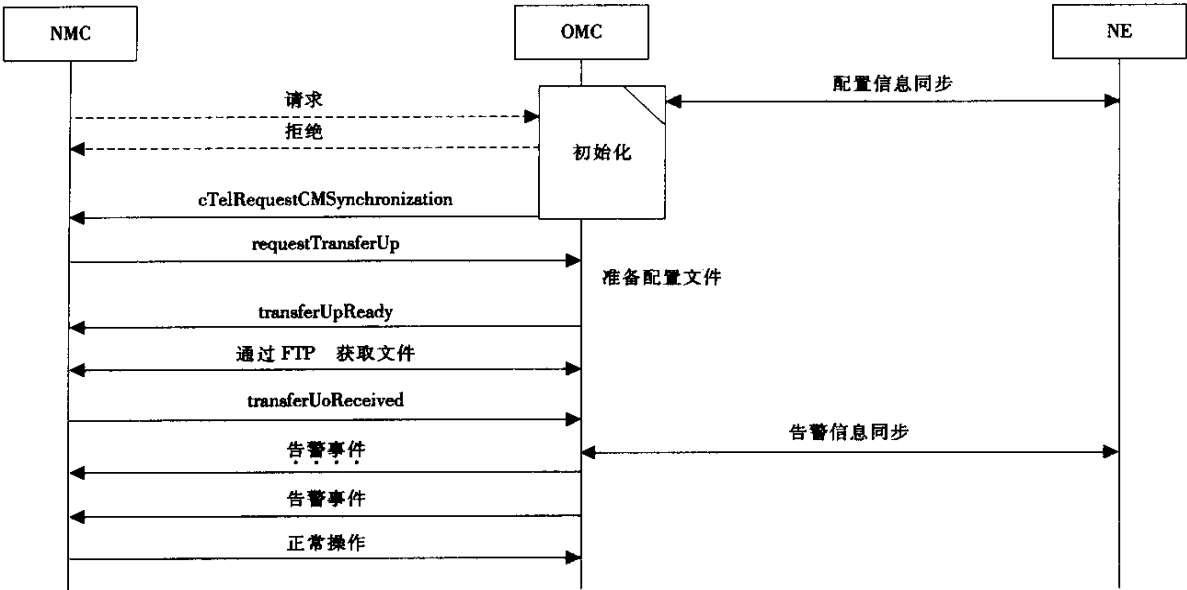 NMC
OMC
NE
配置信息同步
请求
拒绝
初始化
cTelRequestCMSynchronization
requestTransferUp
准备配置文件
transferUpReady
通过 FTP 获取文件
transferUoReceived
告警信息同步
告警事件
告警事件
正常操作